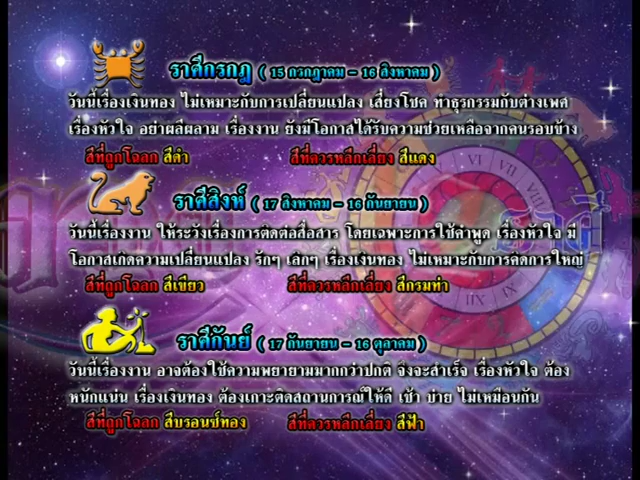 ราศีกรกฎ ( 15 กรกฎาคม - 16 สิงหาคม )
วันนี้เรื่องเงินทอง ไม่เหมาะกับการเปลี่ยนแปลง เสี่ยงโชค ทำธุรกรรมกับต่างเพศ
เรื่องหัวใจ อย่าผลีผลาม เรื่องงาน ยังมีโอกาสได้รับความช่วยเหลือจากคนรอบข้าง
สีที่ถูกโฉลก สีดำ สีที่ควรหลีกเลี่ยง สีแดง
ราศีสิงห์ ( 17 สิงหาคม - 16 กันยายน )
วันนี้เรื่องงาน ให้ระวังเรื่องการติดต่อสื่อสาร โดยเฉพาะการใช้คำพูด เรื่องหัวใจ มี
โอกาสเกิดความเปลี่ยนแปลง รักๆ เลิกๆ เรื่องเงินทอง ไม่เหมาะกับการคิดการใหญ่
สีที่ถูกโฉลก สีเขียว สีที่ควรหลีกเลี่ยง สีกรมท่า
ราศีกันย์ ( 17 กันยายน - 16 ตุลาคม )
วันนี้เรื่องงาน อาจต้องใช้ความพยายามมากกว่าปกติ จึงจะสำเร็จ เรื่องหัวใจ ต้อง
หนักแน่น เรื่องเงินทอง ต้องเกาะติดสถานการณ์ให้ดี เช้า บ่าย ไม่เหมือนกัน
สีที่ถูกโฉลก สีบรอนซ์ทอง สีที่ควรหลีกเลี่ยง สีฟ้า